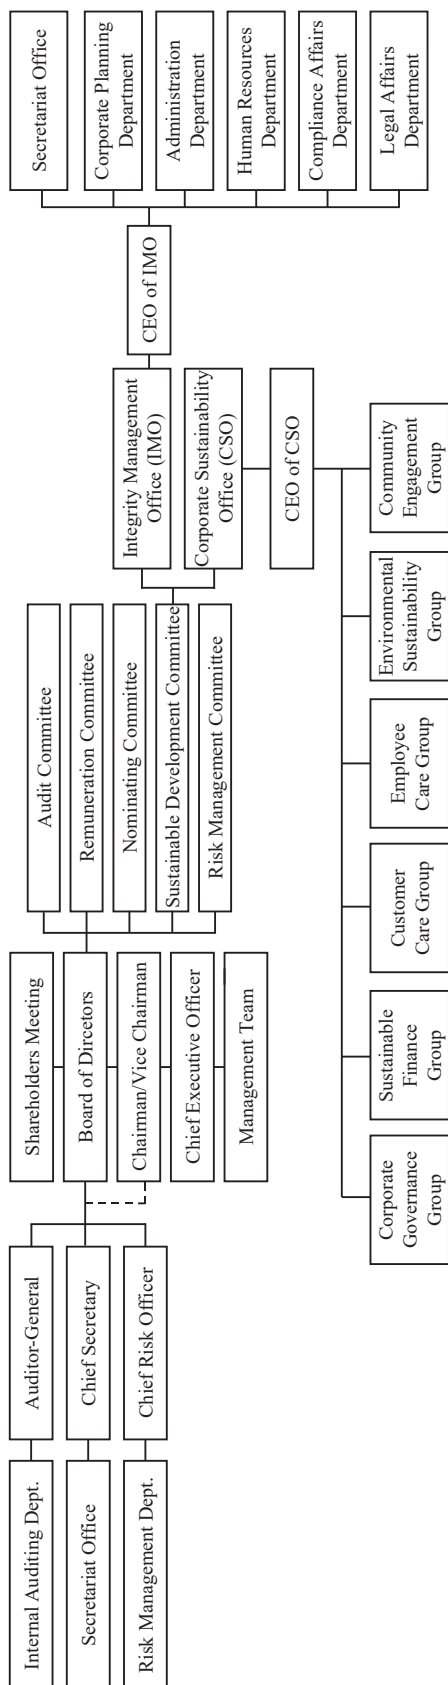 Shareholders Meeting
Board of Dircetors
Chairman/Vice Chairman
Chief Executive Officer
Management Team
Internal Auditing Dept.
Auditor-General
Secretariat Office
Chief Secretary
Risk Management Dept.
Chief Risk Officer
Audit Committee
Remuneration Committee
Nominating Committee
Sustainable Development Committee
Risk Management Committee
Integrity Management
Office (IMO)
Corporate Sustainability
Office (CSO)
CEO of IMO
Secretariat Office
Corporate Planning
Department
Administration
Department
Human Resources
Department
Compliance Affairs
Department
Legal Affairs
Department
CEO of CSO
Corporate
Governance
Group
Sustainable
Finance
Group
Customer
Care Group
Employee
Care Group
Environmental
Sustainability
Group
Community
Engagement
Group